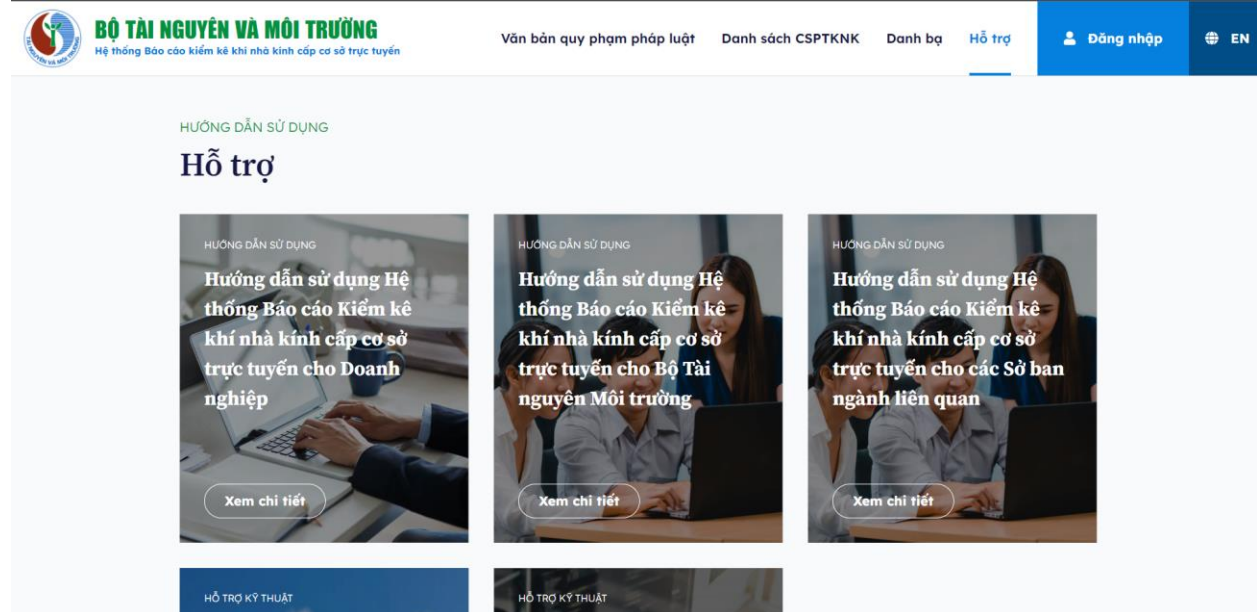 BỘ TÀI NGUYÊN VÀ MÔI TRƯỜNG
Hệ thống Báo cáo kiểm kê khí nhà kính cấp cơ sở trực tuyến
Văn bản quy phạm pháp luật
Danh sách CSPTKNK
Danh bạ
Hỗ trợ
Đăng nhập
EN
HƯỚNG DẪN SỬ DỤNG
Hỗ trợ
HƯỚNG DẪN SỬ DỤNG
Hướng dẫn sử dụng Hệ
thống Báo cáo Kiểm kê
khí nhà kính cấp cơ sở
trực tuyến cho Doanh
nghiệp
Xem chi tiết
HƯỚNG DẪN SỬ DỤNG
Hướng dẫn sử dụng Hệ
thống Báo cáo Kiểm kê
khí nhà kính cấp cơ sở
trực tuyến cho Bộ Tài
nguyên Môi trường
Xem chi tiết
HƯỚNG DẪN SỬ DỤNG
Hướng dẫn sử dụng Hệ
thống Báo cáo Kiểm kê
khí nhà kính cấp cơ sở
trực tuyến cho các Sở ban
ngành liên quan
Xem chi tiết
HỖ TRỢ KỸ THUẬT
HỖ TRỢ KỸ THUẬT